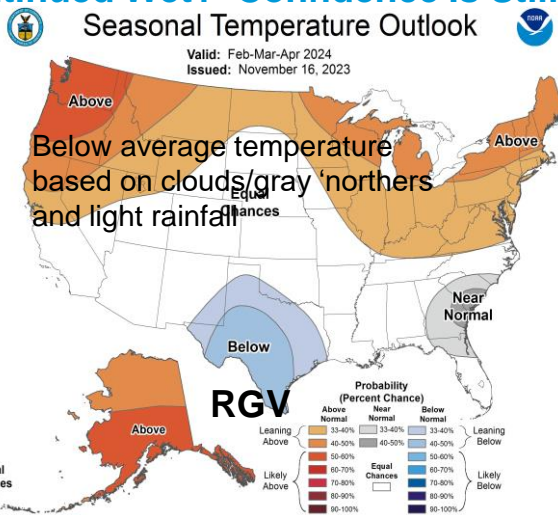 Seasonal Temperature Outlook
NOAA
Valid: Feb-Mar-Apr 2024
Issued: November 16, 2023
Above
Above
Below average temperature
based on clouds/gray ‘northers
and light rainfall
Equal
Chances
Near
Normal
Below
RGV
Above
Probability
(Percent Chance)
Above
Normal
Near
Normal
Below
Normal
Leaning
Above
33-40%
33-40%
33-40%
Leaning
Below
40-50%
40-50%
40-50%
Likely
Above
50-60%
60-70%
70-80%
80-90%
90-100%
Equal
Chances
50-60%
60-70%
70-80%
80-90%
90-100%
Likely
Below